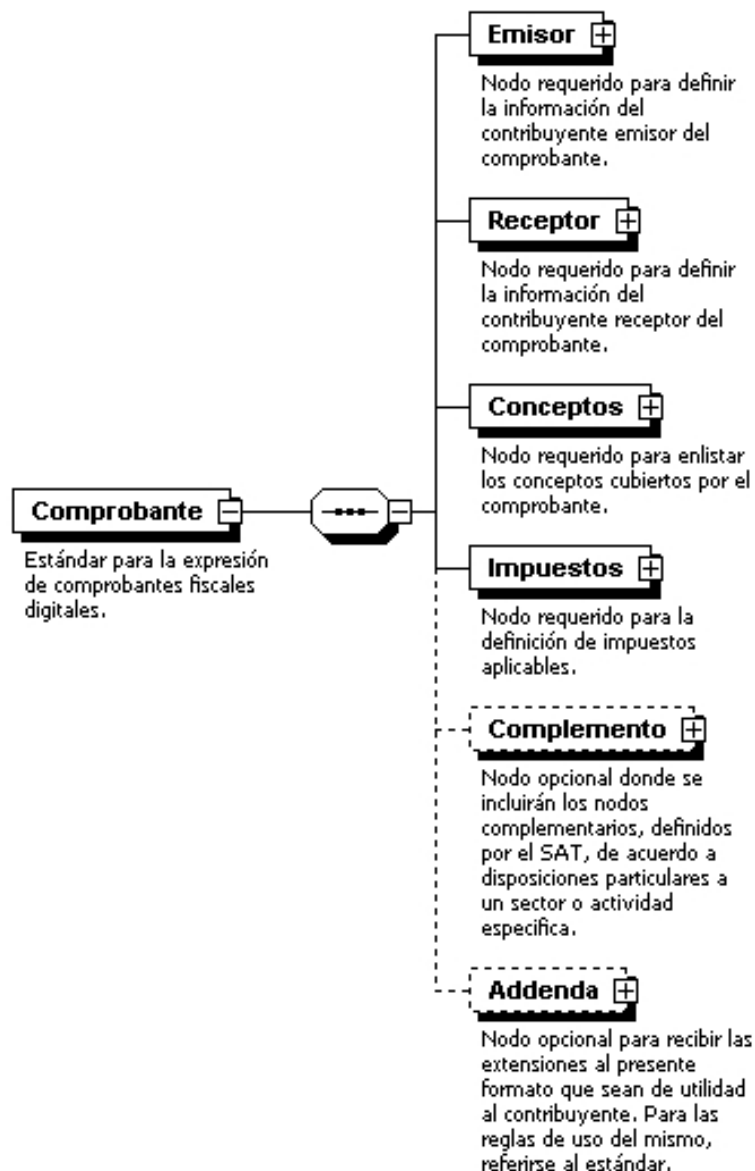 Emisor
Nodo requerido para definir
la información del
contribuyente emisor del
comprobante.
Receptor
Nodo requerido para definir
la información del
contribuyente receptor del
comprobante.
Conceptos
Nodo requerido para enlistar
los conceptos cubiertos por el
comprobante.
Comprobante
Estándar para la expresión
de comprobantes fiscales
digitales.
Impuestos
Nodo requerido para la
definición de impuestos
aplicables.
Complemento
Nodo opcional donde se
incluirán los nodos
complementarios, definidos
por el SAT, de acuerdo a
disposiciones particulares a
un sector o actividad
especifica.
Addenda
Nodo opcional para recibir las
extensiones al presente
formato que sean de utilidad
al contribuyente. Para las
reglas de uso del mismo,
referirse al estándar.